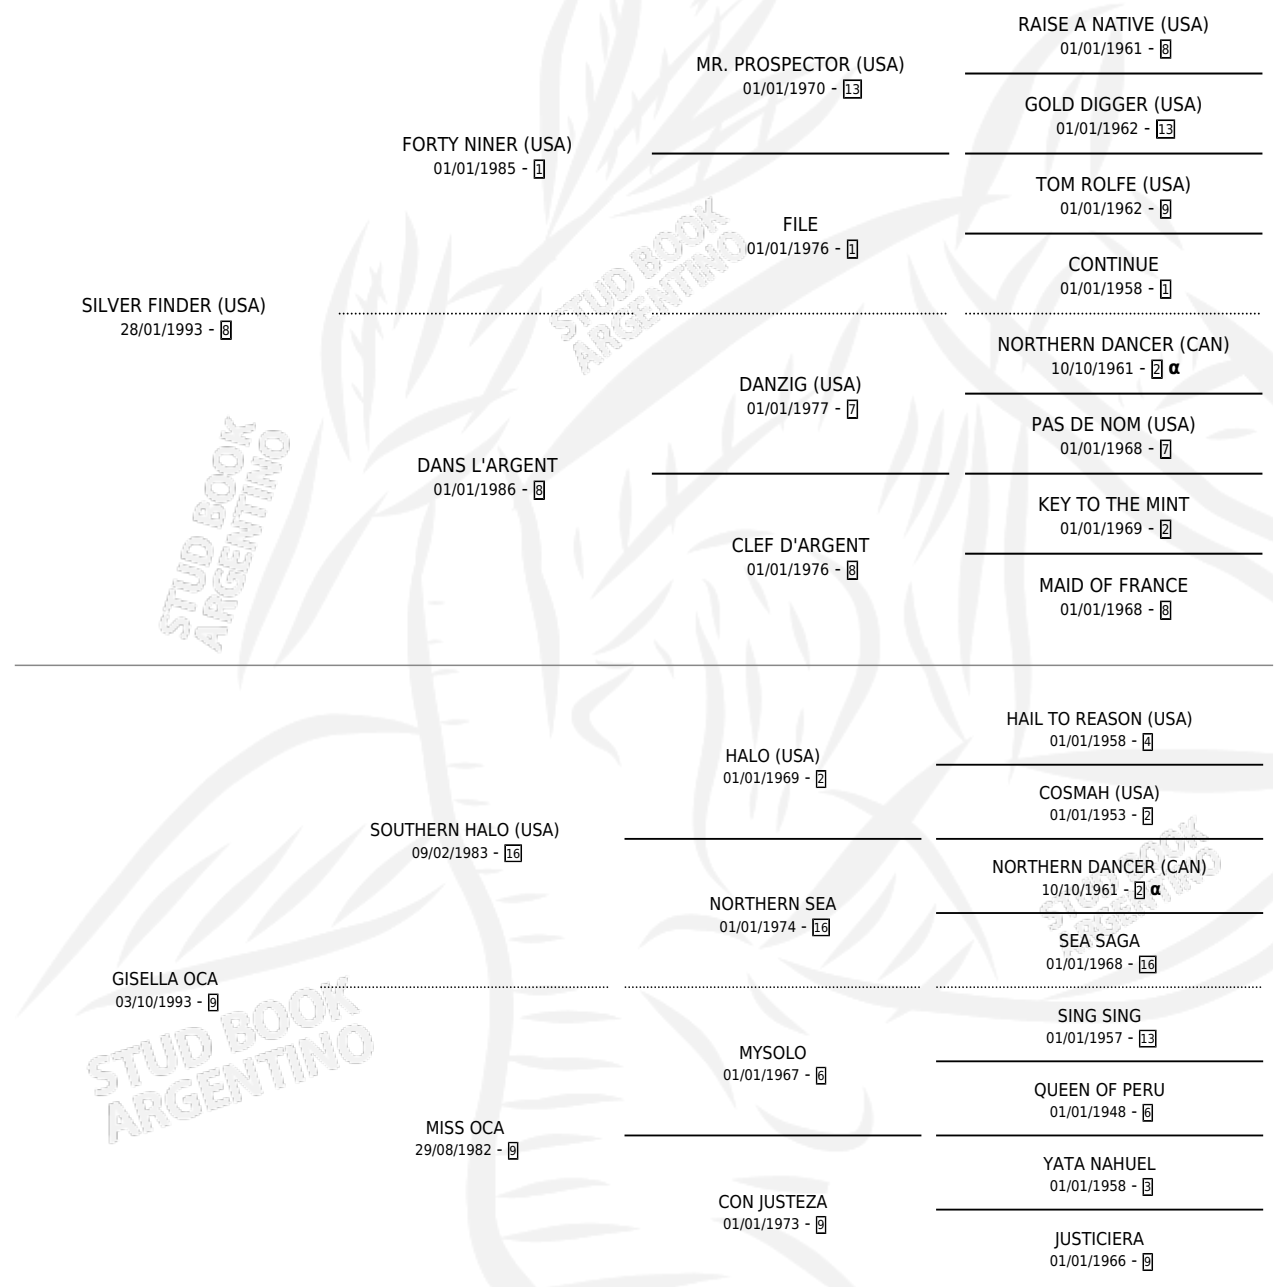 RAISE A NATIVE (USA)
01/01/1961 - 8
MR. PROSPECTOR (USA)
01/01/1970 - 13
GOLD DIGGER (USA)
01/01/1962 - 13
FORTY NINER (USA)
01/01/1985 - 1
TOM ROLFE (USA)
01/01/1962 - 9
FILE
01/01/1976 - 1
CONTINUE
01/01/1958 - 1
SILVER FINDER (USA)
28/01/1993 - 8
STUD BOOK
ARGENTINO
NORTHERN DANCER (CAN)
10/10/1961 - 2 α
DANZIG (USA)
01/01/1977 - 7
PAS DE NOM (USA)
01/01/1968 - 7
DANS L'ARGENT
01/01/1986 - 8
KEY TO THE MINT
01/01/1969 - 2
CLEF D'ARGENT
01/01/1976 - 8
MAID OF FRANCE
01/01/1968 - 8
STUD BOOK
ARGENTINO
HAIL TO REASON (USA)
01/01/1958 - 4
HALO (USA)
01/01/1969 - 2
COSMAH (USA)
01/01/1953 - 2
SOUTHERN HALO (USA)
09/02/1983 - 16
NORTHERN DANCER (CAN)
10/10/1961 - 2 α
STUD BOOK
ARGENTINO
NORTHERN SEA
01/01/1974 - 16
SEA SAGA
01/01/1968 - 16
GISELLA OCA
03/10/1993 - 9
STUD BOOK
ARGENTINO
SING SING
01/01/1957 - 13
MYSOLO
01/01/1967 - 6
QUEEN OF PERU
01/01/1948 - 6
MISS OCA
29/08/1982 - 9
YATA NAHUEL
01/01/1958 - 3
CON JUSTEZA
01/01/1973 - 9
JUSTICIERA
01/01/1966 - 9